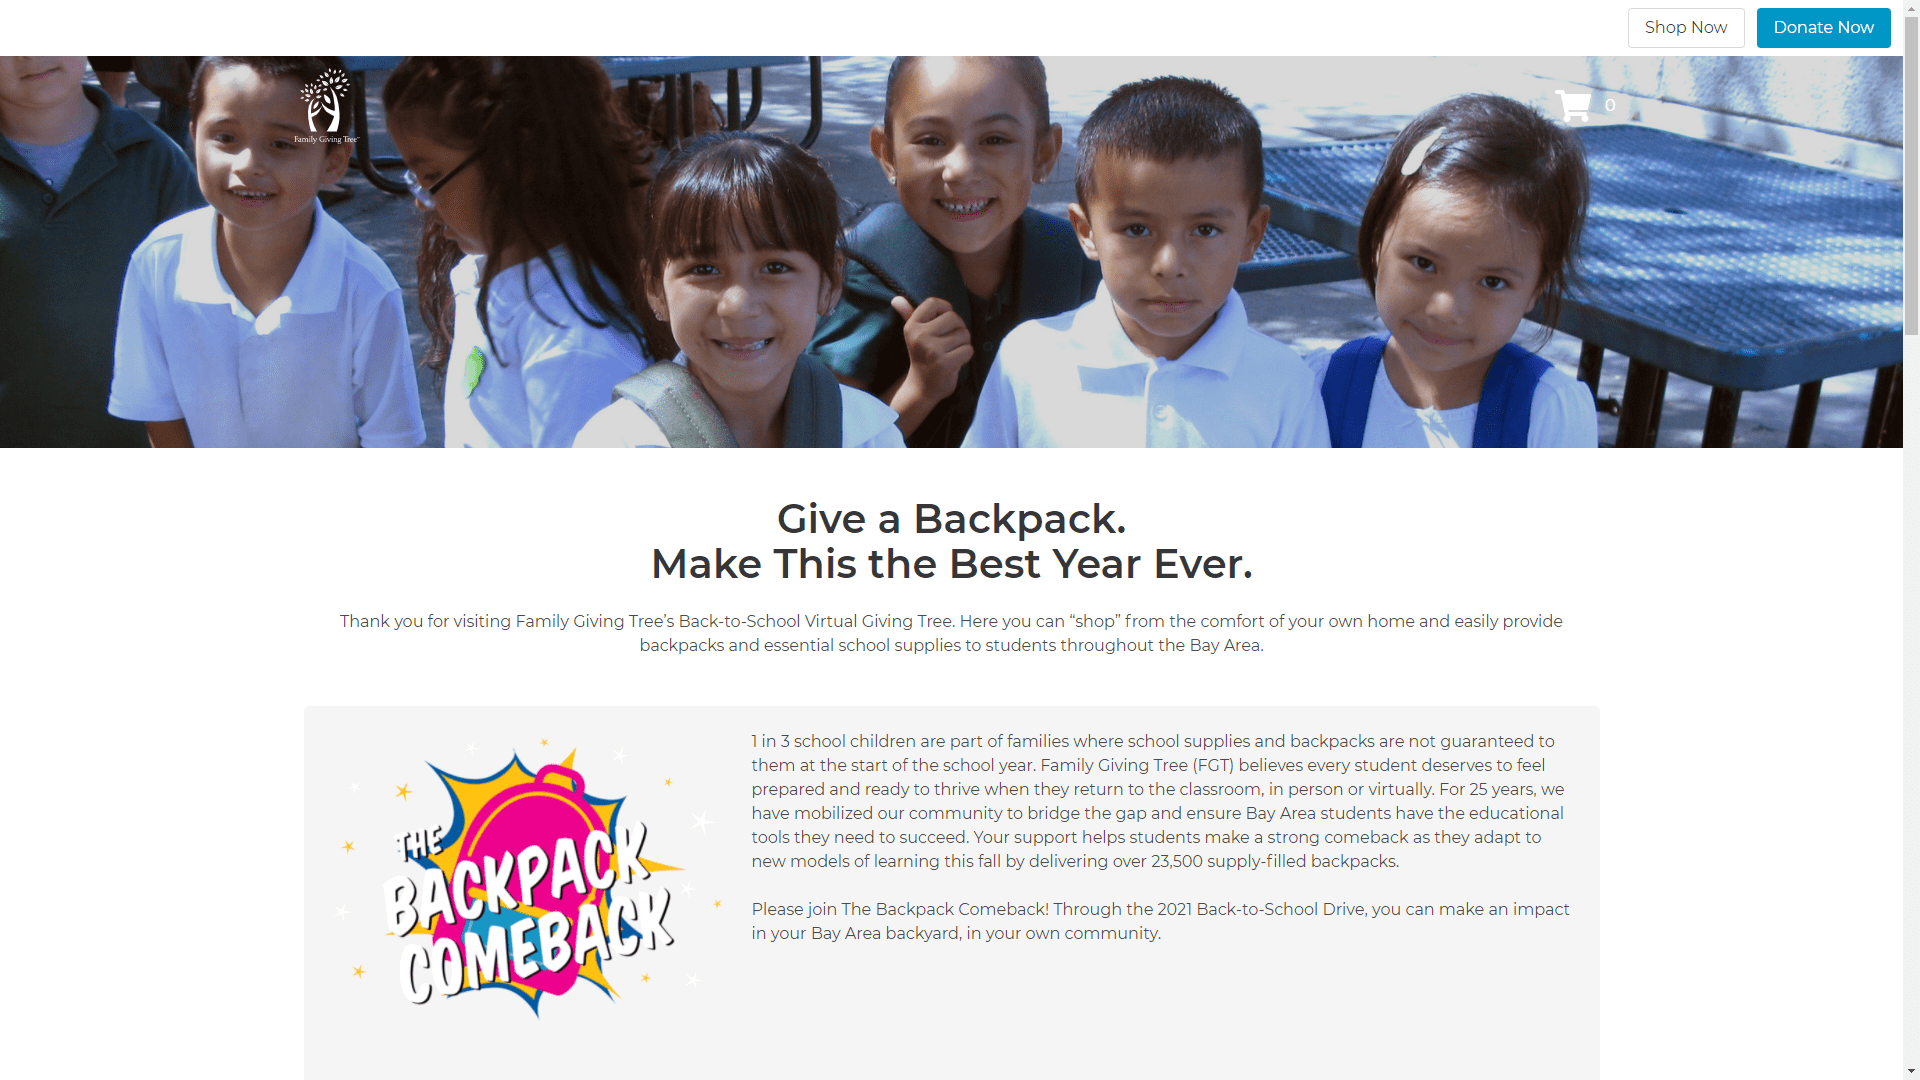 Shop Now
Donate Now
Family Giving Tree
0
Give a Backpack.
Make This the Best Year Ever.
Thank you for visiting Family Giving Tree’s Back-to-School Virtual Giving Tree. Here you can “shop” from the comfort of your own home and easily provide
backpacks and essential school supplies to students throughout the Bay Area.
THE
BACKPACK
COMEBACK
1 in 3 school children are part of families where school supplies and backpacks are not guaranteed to
them at the start of the school year. Family Giving Tree (FGT) believes every student deserves to feel
prepared and ready to thrive when they return to the classroom, in person or virtually. For 25 years, we
have mobilized our community to bridge the gap and ensure Bay Area students have the educational
tools they need to succeed. Your support helps students make a strong comeback as they adapt to
new models of learning this fall by delivering over 23,500 supply-filled backpacks.
Please join The Backpack Comeback! Through the 2021 Back-to-School Drive, you can make an impact
in your Bay Area backyard, in your own community.